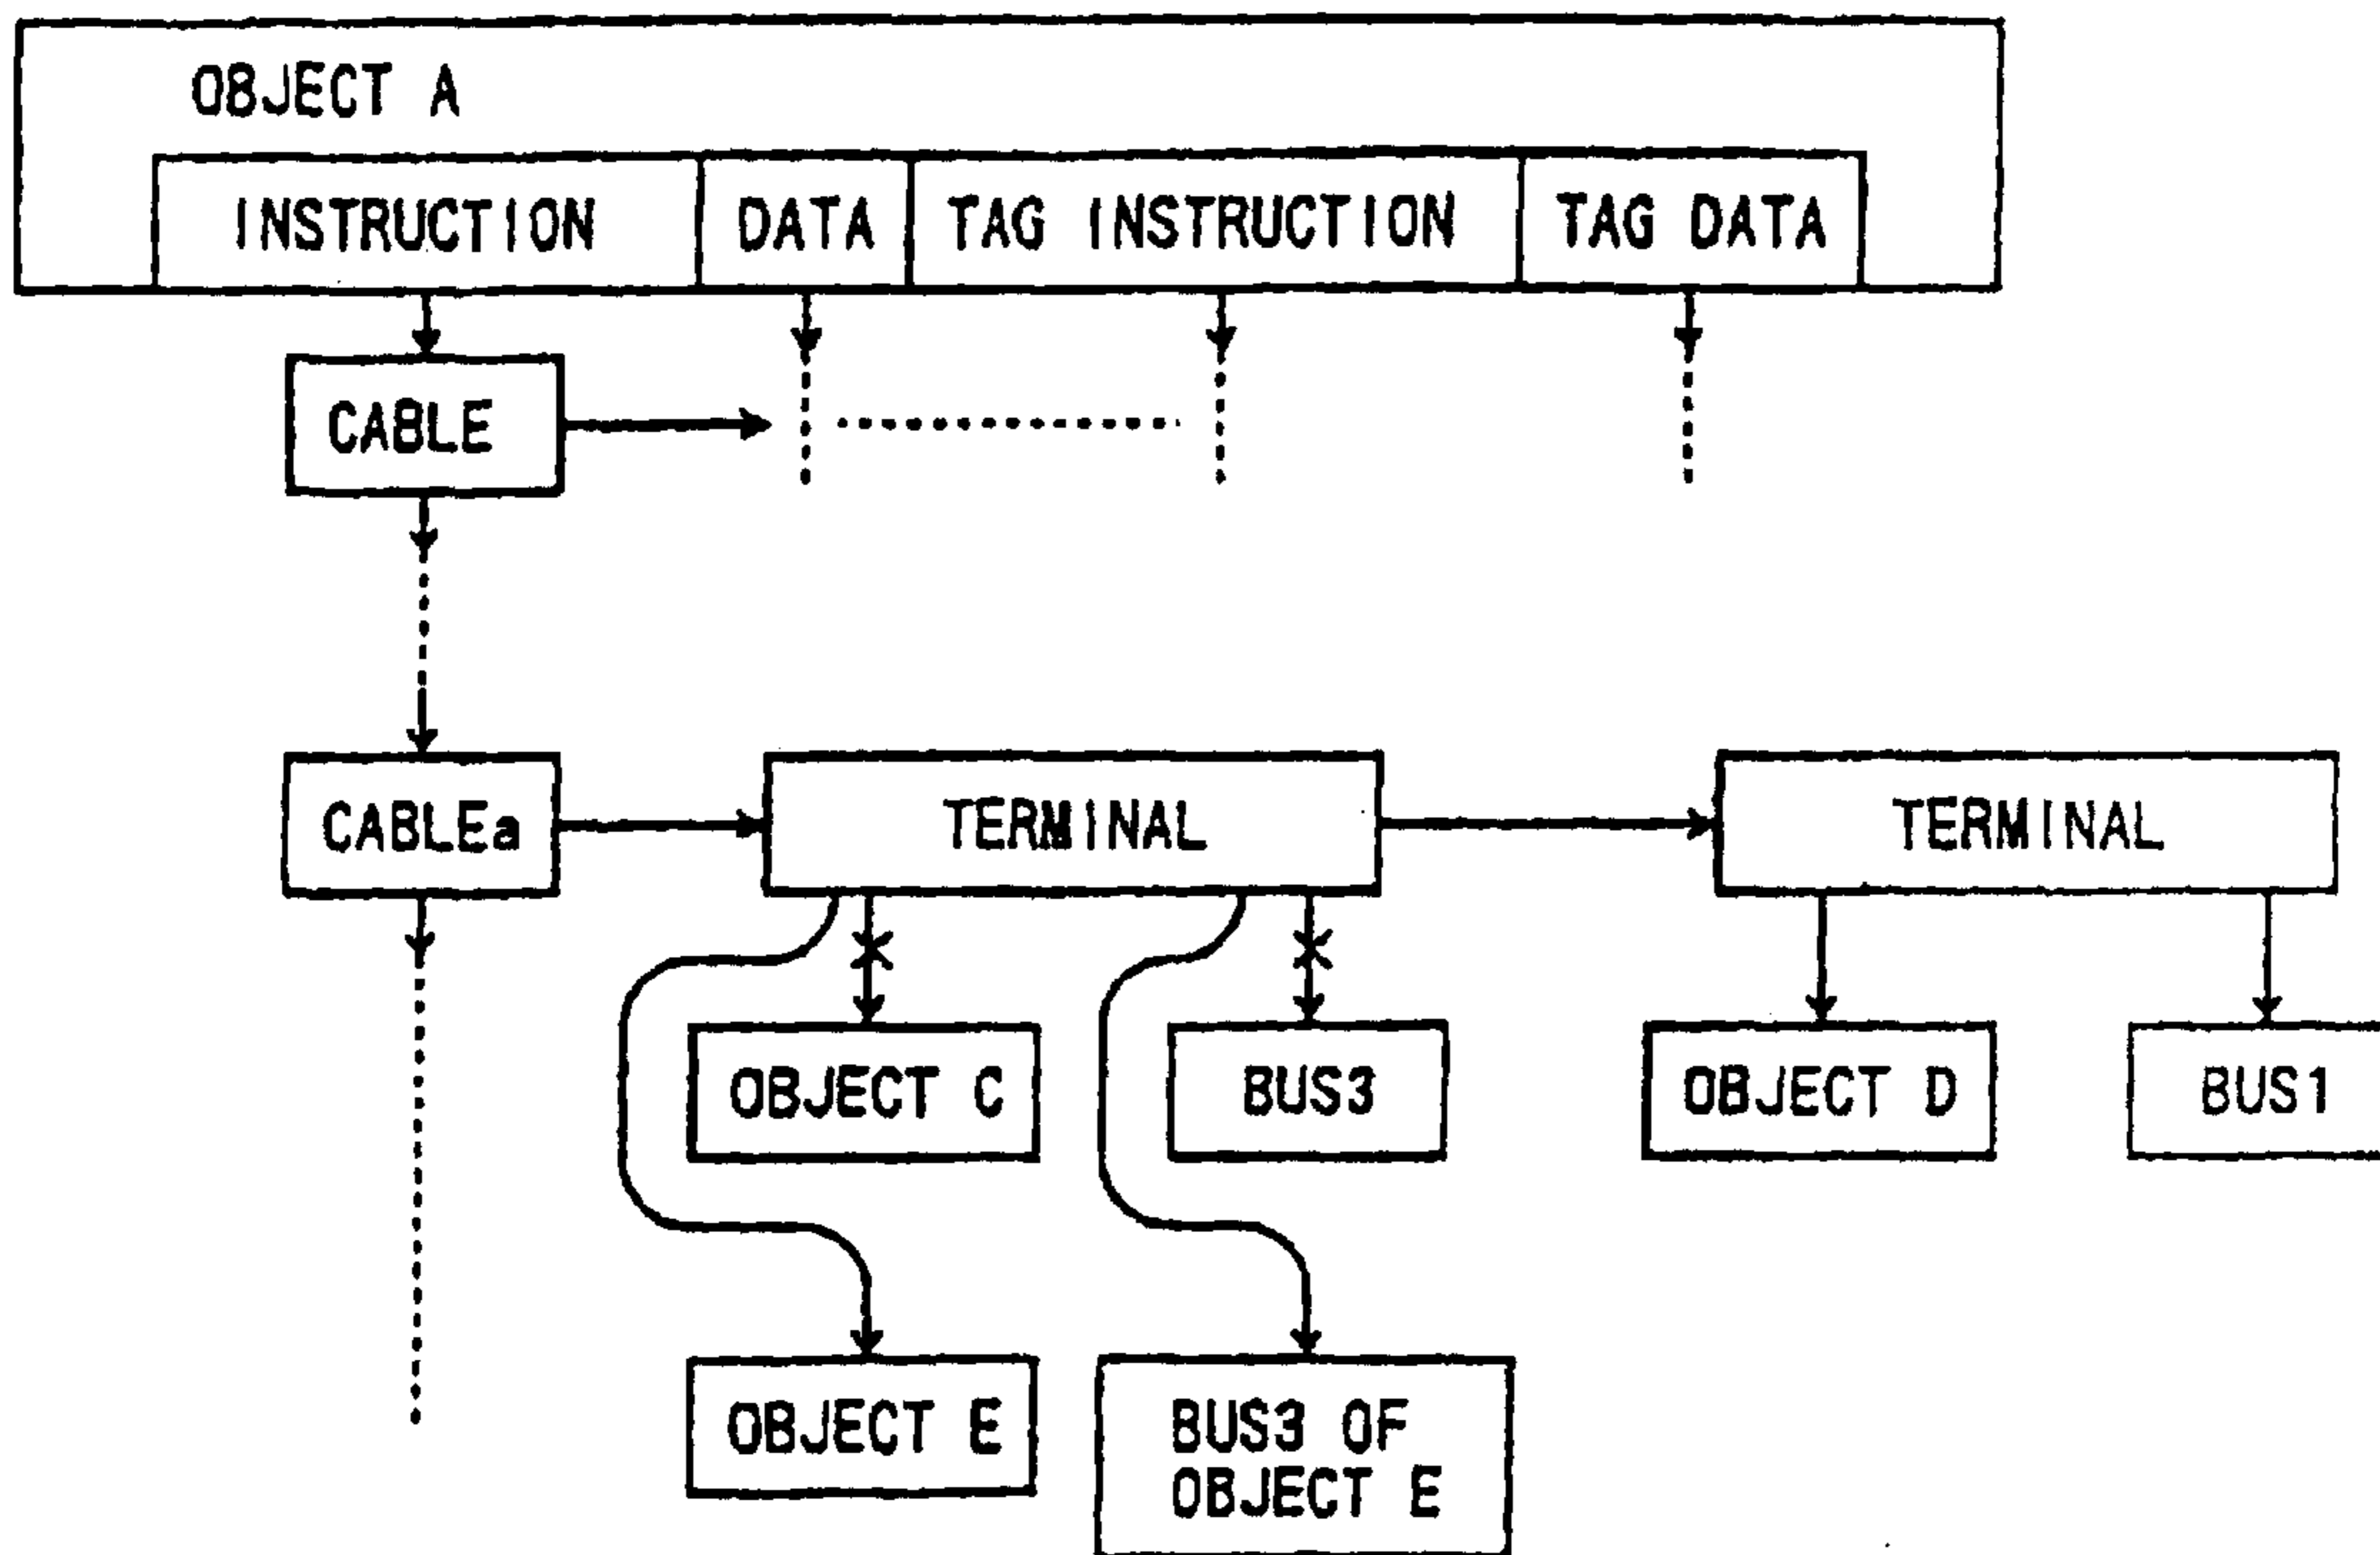 OBJECT A
INSTRUCTION
DATA
TAG INSTRUCTION
TAG DATA
CABLE
CABLEa
TERMINAL
TERMINAL
OBJECT C
BUS3
OBJECT D
BUS1
OBJECT E
BUS3 OF
OBJECT E